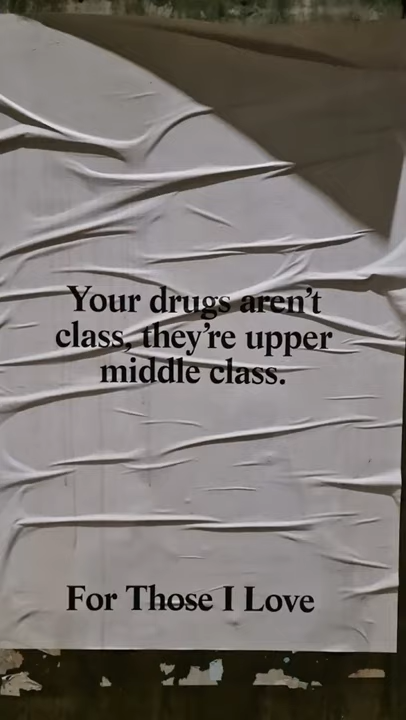 Your drugs aren't
class, they're upper
middle class.
For Those I Love